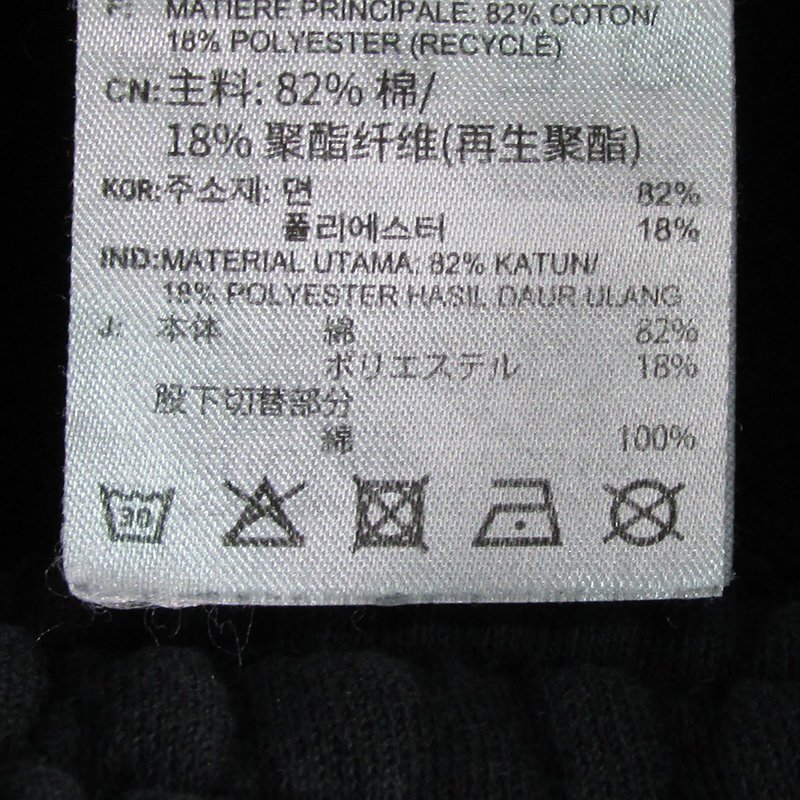 F: MATIÈRE PRINCIPALE: 82% COTON/
18% POLYESTER (RECYCLÉ)
CN: 主料: 82% 棉/
18% 聚酯纤维(再生聚酯)
KOR: 주소재: 면 82%
폴리에스터 18%
IND: MATERIAL UTAMA: 82% KATUN/
18% POLYESTER HASIL DAUR ULANG
J: 本体 綿 82%
ポリエステル 18%
股下切替部分
綿 100%
30